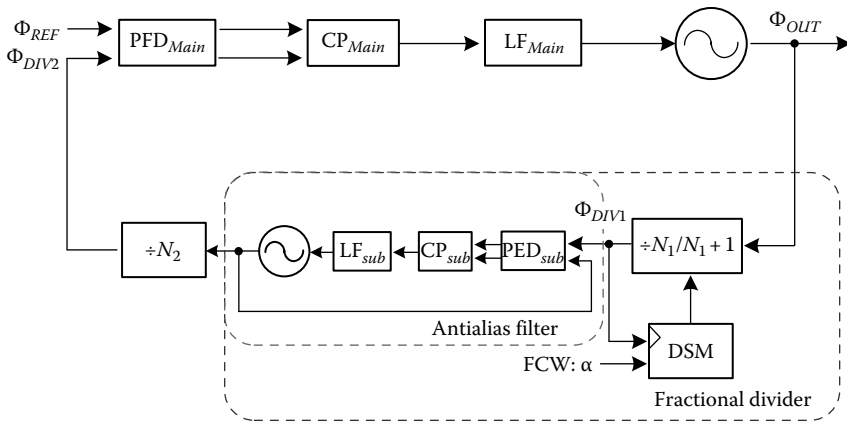 Φ_REF
Φ_DIV2
PFD_Main
CP_Main
LF_Main
Φ_OUT
Φ_DIV1
÷N_2
LF_sub
CP_sub
PED_sub
÷N_1/N_1 + 1
Antialias filter
DSM
FCW: α
Fractional divider